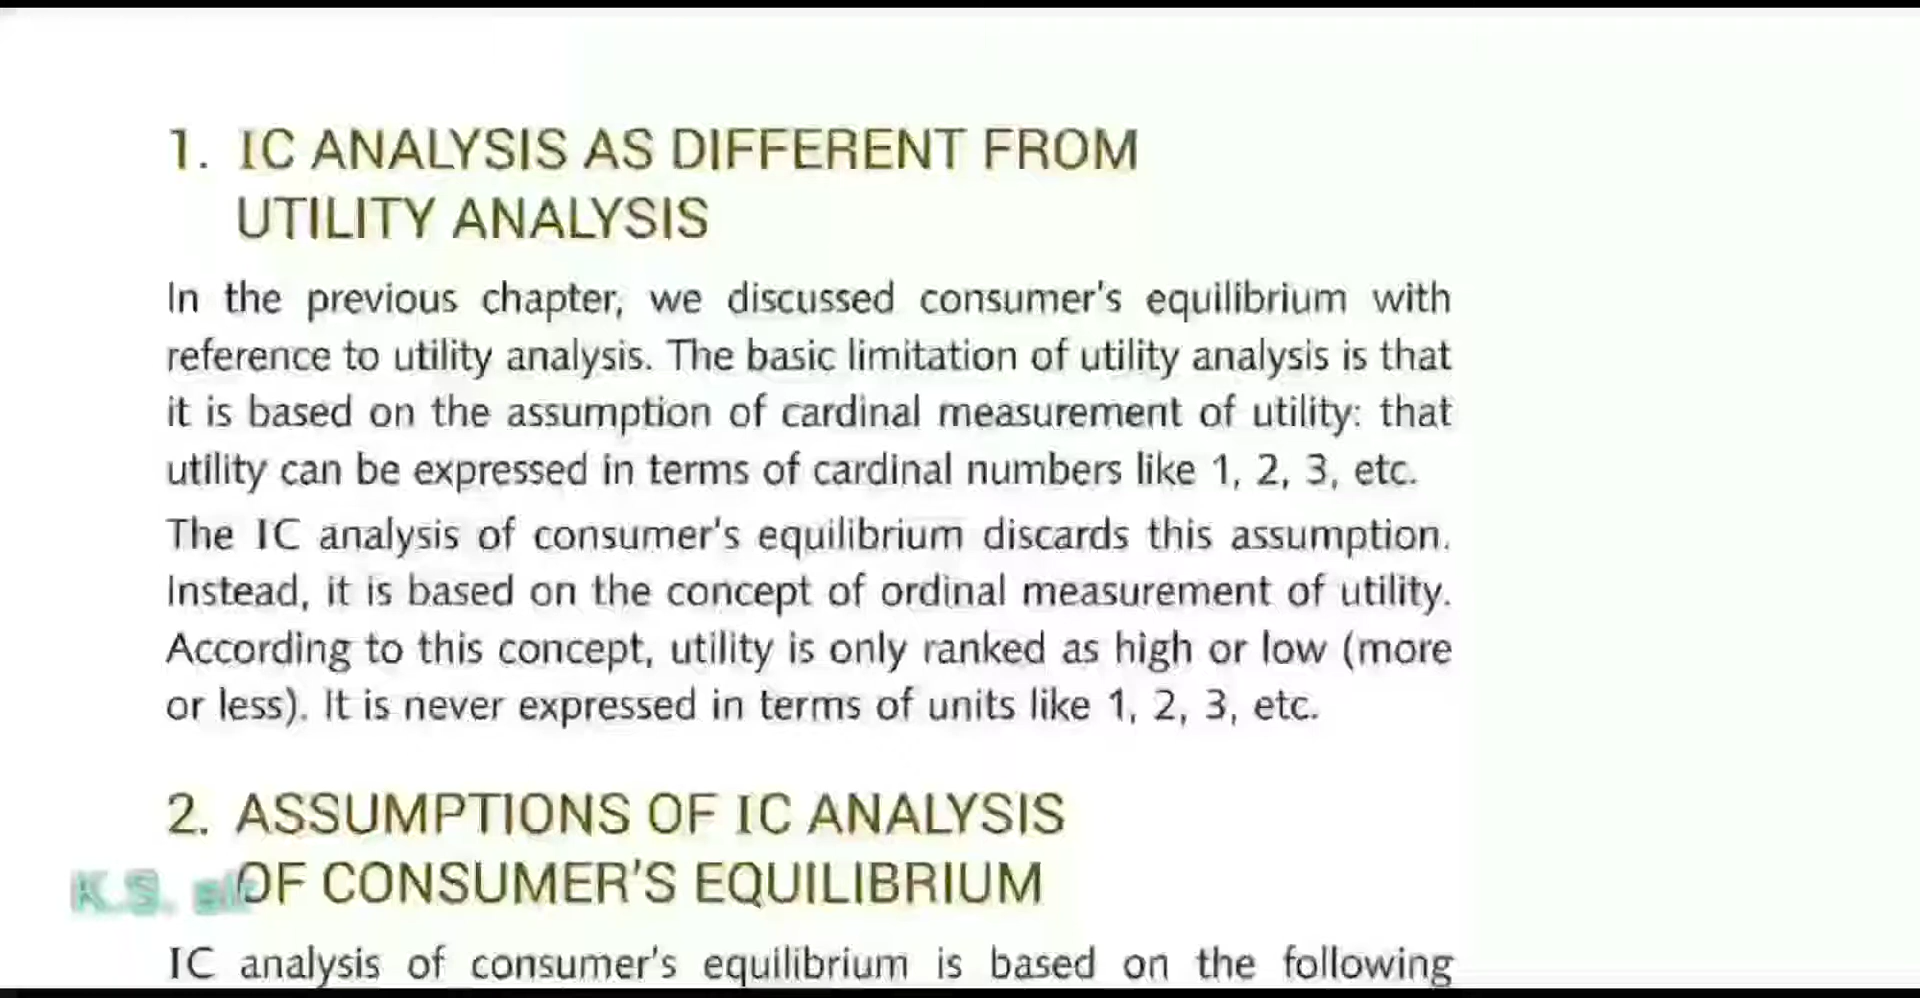 1. IC ANALYSIS AS DIFFERENT FROM
UTILITY ANALYSIS
In the previous chapter, we discussed consumer's equilibrium with
reference to utility analysis. The basic limitation of utility analysis is that
it is based on the assumption of cardinal measurement of utility: that
utility can be expressed in terms of cardinal numbers like 1, 2, 3, etc.
The IC analysis of consumer's equilibrium discards this assumption.
Instead, it is based on the concept of ordinal measurement of utility.
According to this concept, utility is only ranked as high or low (more
or less). It is never expressed in terms of units like 1, 2, 3, etc.
2. ASSUMPTIONS OF IC ANALYSIS
OF CONSUMER'S EQUILIBRIUM
K.S. sir
IC analysis of consumer's equilibrium is based on the following